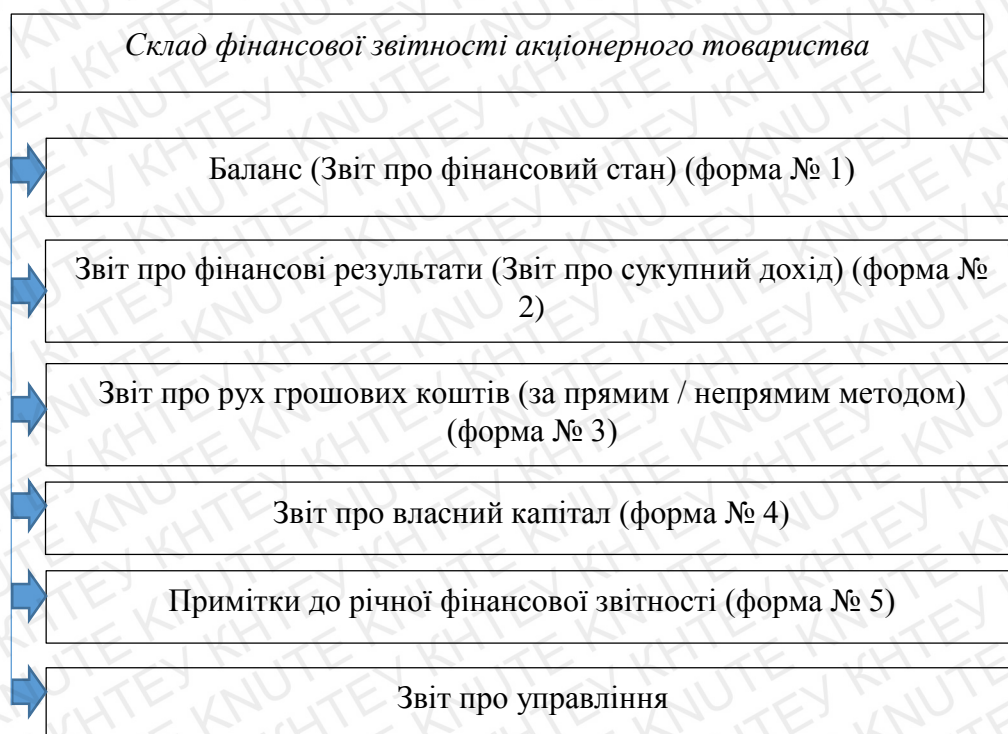 Склад фінансової звітності акціонерного товариства
Баланс (Звіт про фінансовий стан) (форма № 1)
Звіт про фінансові результати (Звіт про сукупний дохід) (форма №
2)
Звіт про рух грошових коштів (за прямим / непрямим методом)
(форма № 3)
Звіт про власний капітал (форма № 4)
Примітки до річної фінансової звітності (форма № 5)
Звіт про управління